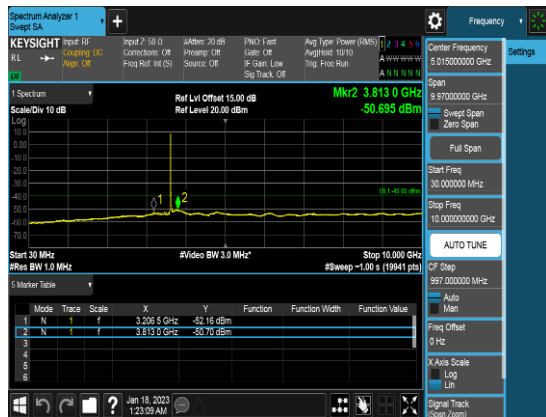 Spectrum Analyzer 1
Swept SA
Frequency
KEYSIGHT
Input: RF
Coupling: DC
Align: Off
Input Z: 50 Ω
Corrections: Off
Freq Ref: Int (S)
#Atten: 20 dB
Preamp: Off
Source: Off
PNO: Fast
Gate: Off
IF Gain: Low
Sig Track: Off
Avg Type: Power (RMS)
Avg|Hold: 10/10
Trig: Free Run
1 2 3 4 5 6
A W W W W W
A N N N N N
RL
LV
1 Spectrum
Scale/Div 10 dB
Ref Lvl Offset 15.00 dB
Ref Level 20.00 dBm
Mkr2 3.813 0 GHz
-50.695 dBm
Log
10.0
0.00
-10.0
-20.0
-30.0
-40.0
-50.0
-60.0
-70.0
DL1 -40.00 dBm
1
2
Start 30 MHz
#Res BW 1.0 MHz
#Video BW 3.0 MHz*
Stop 10.000 GHz
#Sweep ~1.00 s (19941 pts)
5 Marker Table
Mode Trace Scale X Y Function Function Width Function Value
1 N 1 f 3.206 5 GHz -52.16 dBm
2 N 1 f 3.813 0 GHz -50.70 dBm
3
4
5
6
Jan 18, 2023
1:23:09 AM
Center Frequency
5.015000000 GHz
Settings
Span
9.97000000 GHz
Swept Span
Zero Span
Full Span
Start Freq
30.000000 MHz
Stop Freq
10.000000000 GHz
AUTO TUNE
CF Step
997.000000 MHz
Auto
Man
Freq Offset
0 Hz
X Axis Scale
Log
Lin
Signal Track
(Span Zoom)